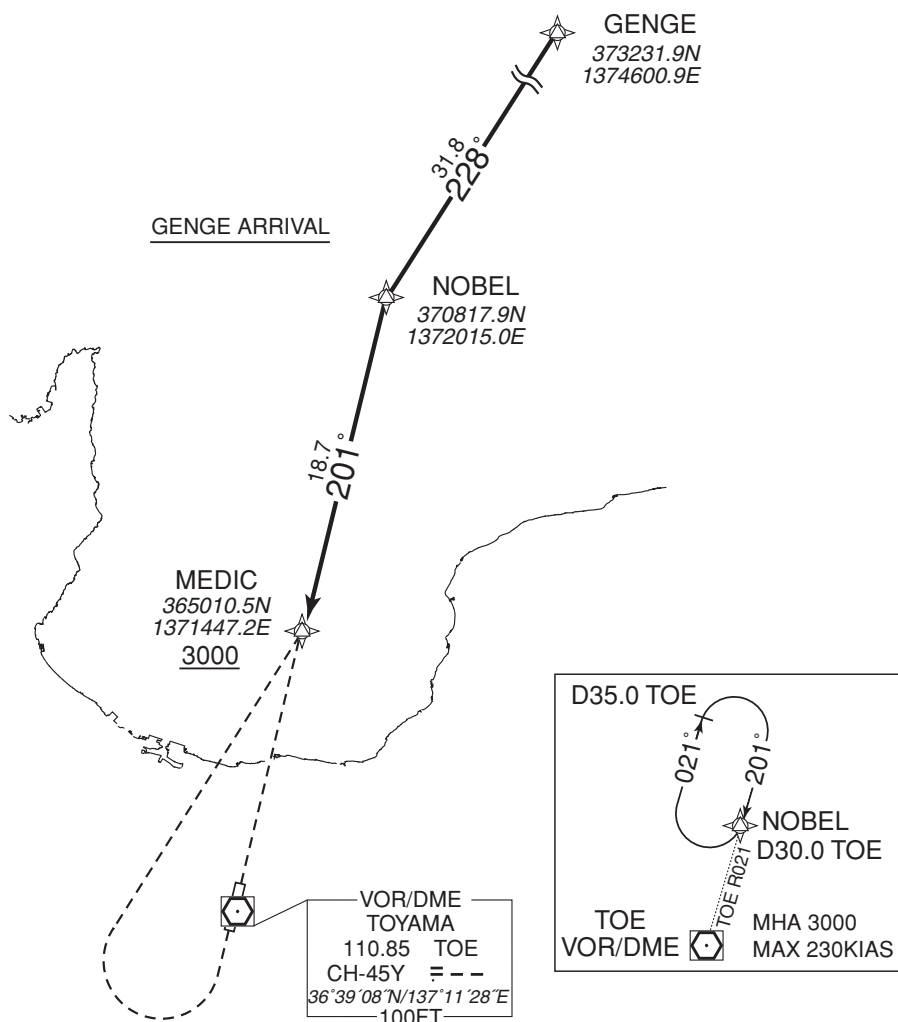 GENGE
373231.9N
1374600.9E
31.8
228°
GENGE ARRIVAL
NOBEL
370817.9N
1372015.0E
18.7
201°
MEDIC
365010.5N
1371447.2E
3000
VOR/DME
TOYAMA
110.85 TOE
CH-45Y
36°39´08˝N/137°11´28˝E
100FT
D35.0 TOE
021°
201°
NOBEL
D30.0 TOE
TOE R021
TOE
VOR/DME
MHA 3000
MAX 230KIAS